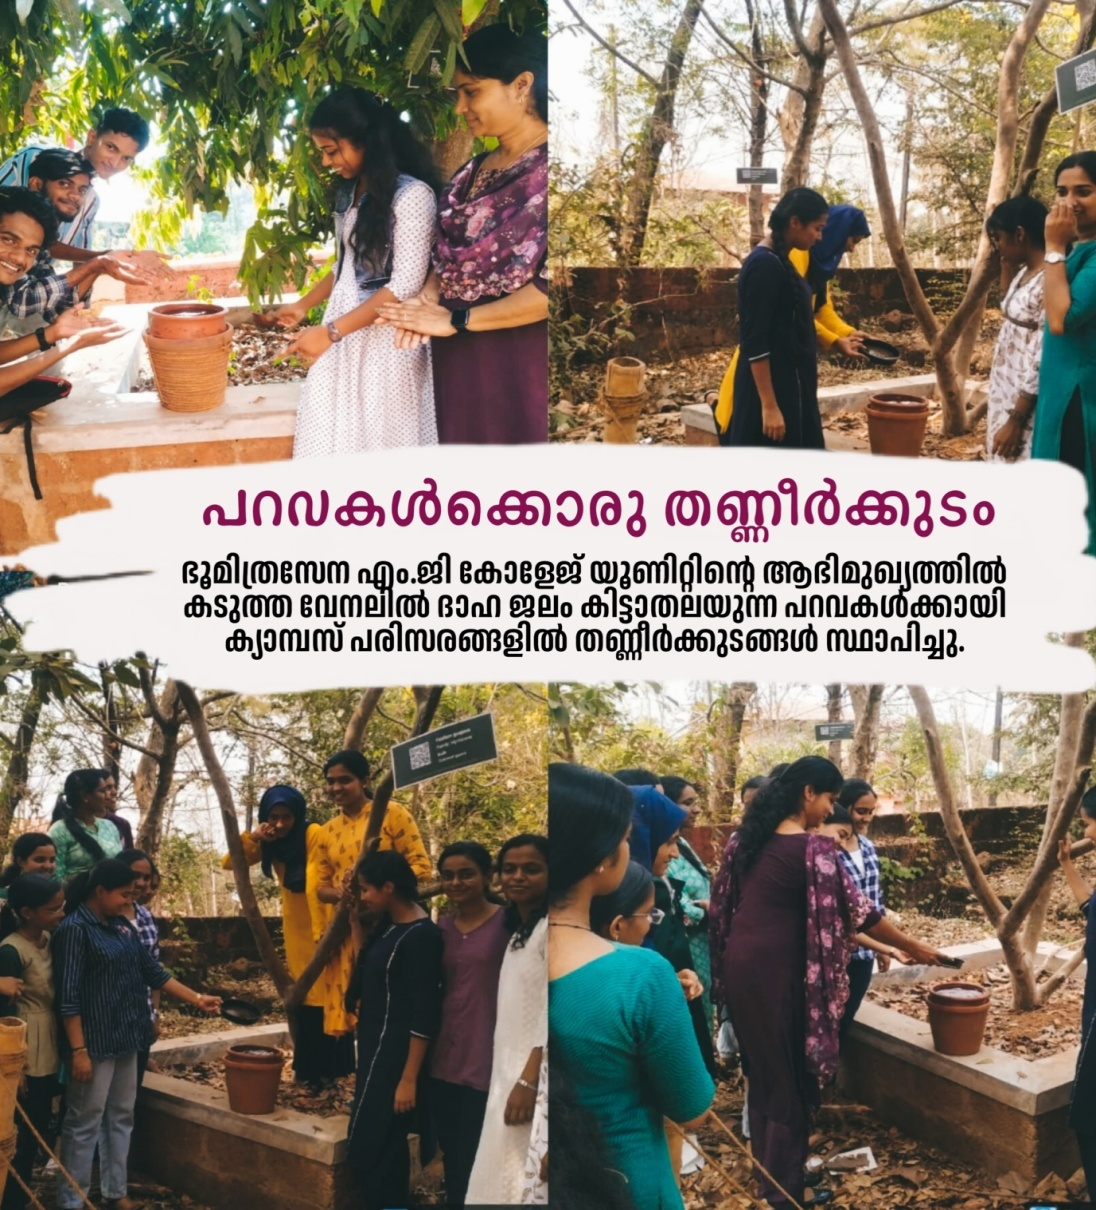 പറവകൾക്കൊരു തണ്ണീർക്കുടം
ഭൂമിത്രസേന എം.ജി കോളേജ് യൂണിറ്റിന്റെ ആഭിമുഖ്യത്തിൽ
കടുത്ത വേനലിൽ ദാഹ ജലം കിട്ടാതലയുന്ന പറവകൾക്കായി
ക്യാമ്പസ് പരിസരങ്ങളിൽ തണ്ണീർക്കുടങ്ങൾ സ്ഥാപിച്ചു.